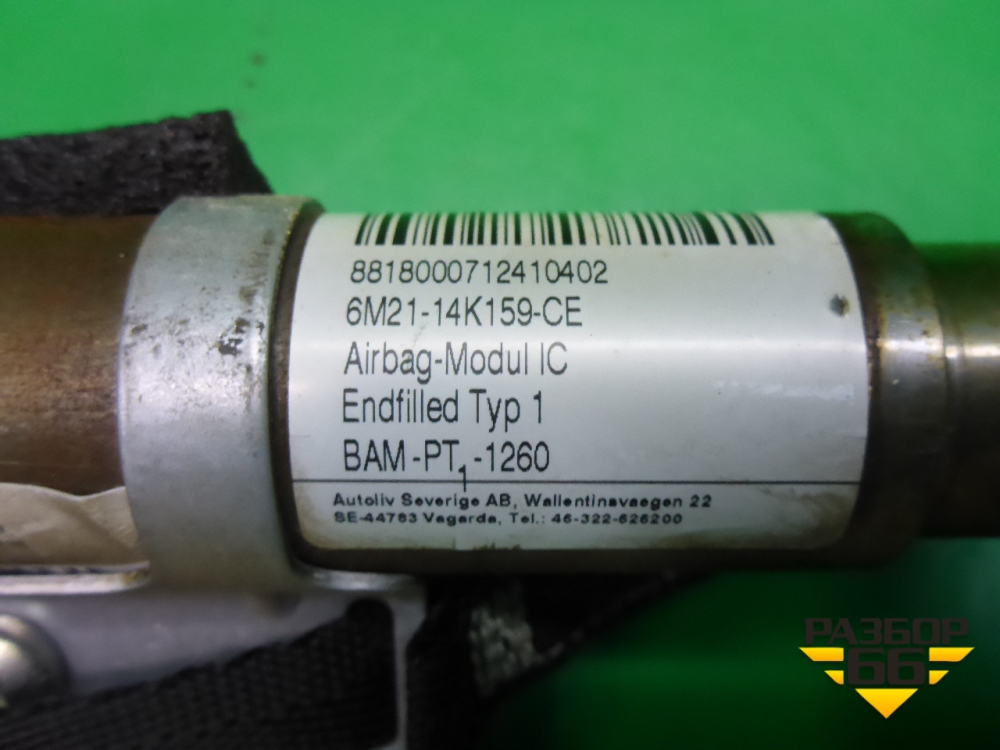 8818000712410402
6M21-14K159-CE
Airbag-Modul IC
Endfilled Typ 1
BAM-PT1-1260
Autoliv Severige AB, Wallentinsvaegen 22
SE-44783 Vagarda, Tel.: 46-322-626200
РАЗБОР
66